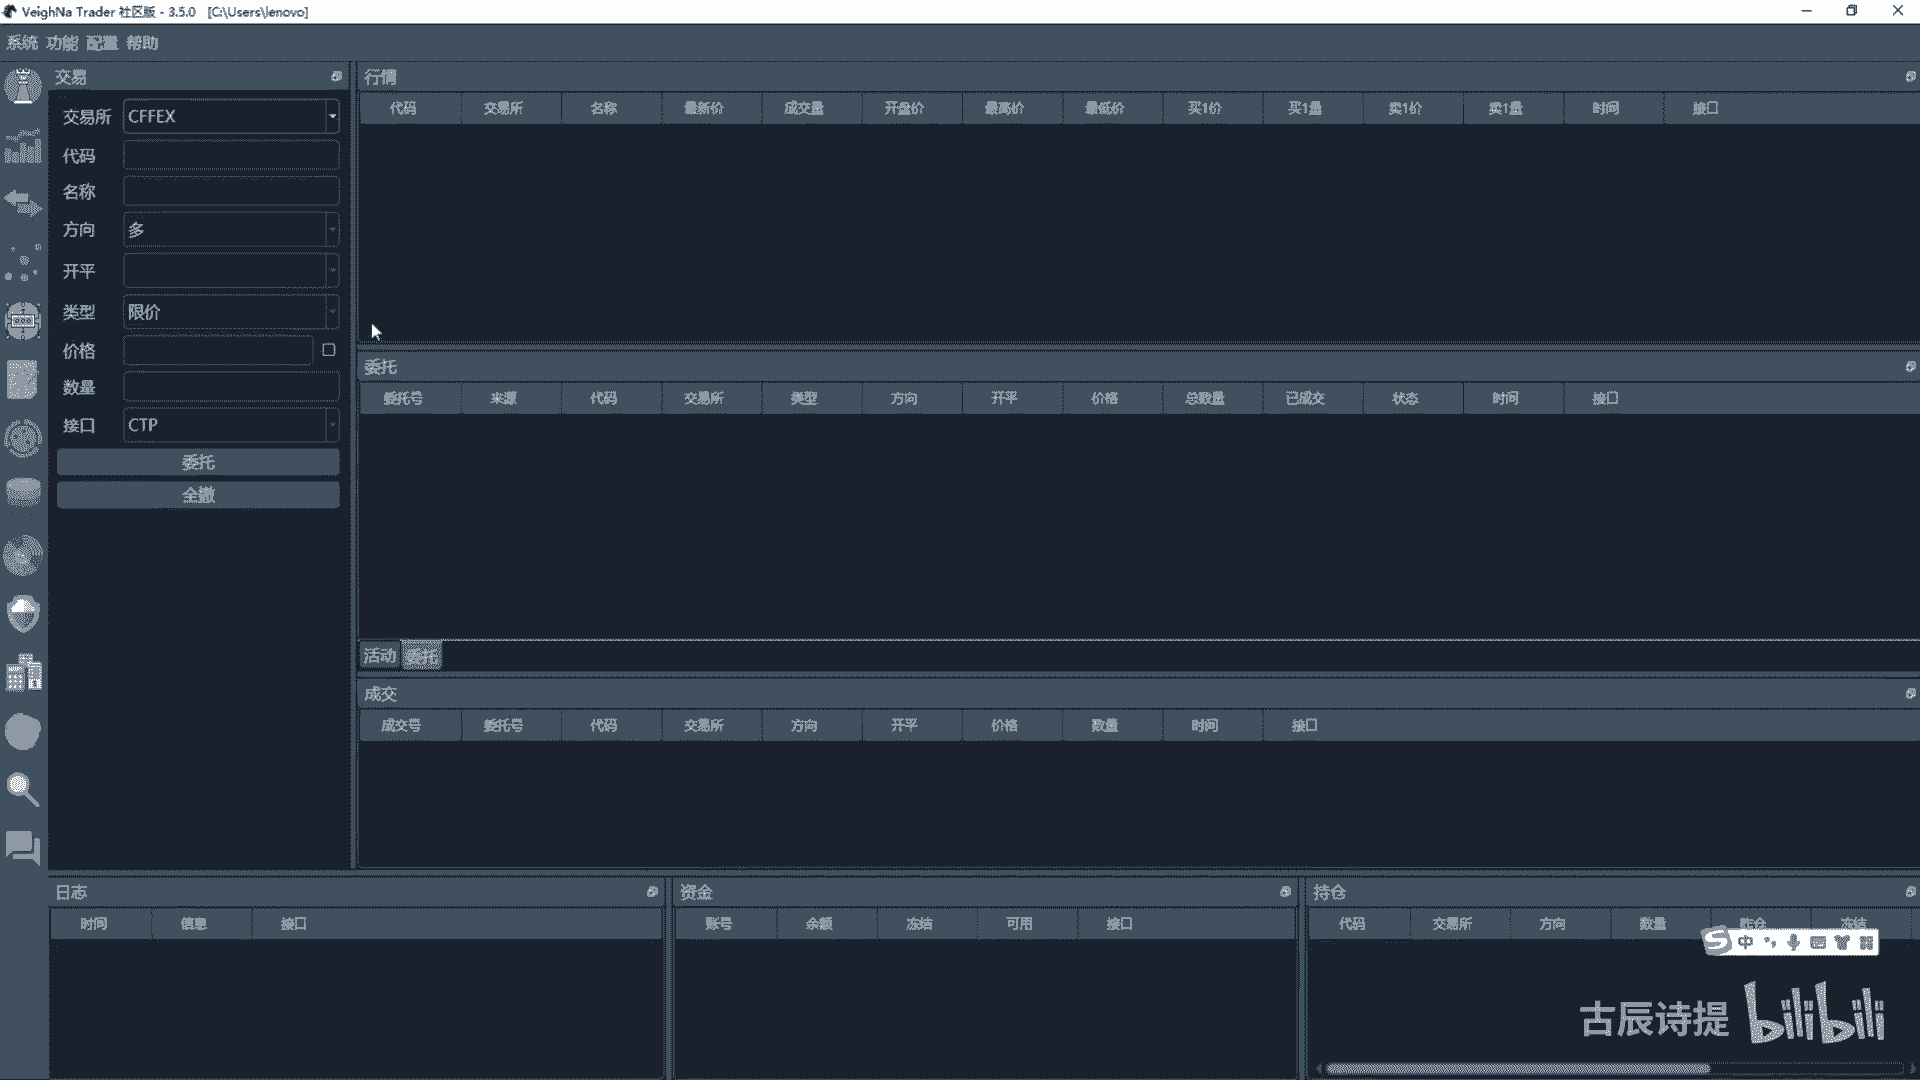 VeighNa Trader 社区版 - 3.5.0 [C:\Users\lenovo]
系统 功能 配置 帮助
交易
交易所 CFFEX
代码
名称
方向 多
开平
类型 限价
价格
数量
接口 CTP
委托
全撤
行情
代码 交易所 名称 最新价 成交量 开盘价 最高价 最低价 买1价 买1量 卖1价 卖1量 时间 接口
委托
委托号 来源 代码 交易所 类型 方向 开平 价格 总数量 已成交 状态 时间 接口
活动 委托
成交
成交号 委托号 代码 交易所 方向 开平 价格 数量 时间 接口
日志
时间 信息 接口
资金
账号 余额 冻结 可用 接口
持仓
代码 交易所 方向 数量 昨仓 冻结
S 中
古辰诗提 bilibili